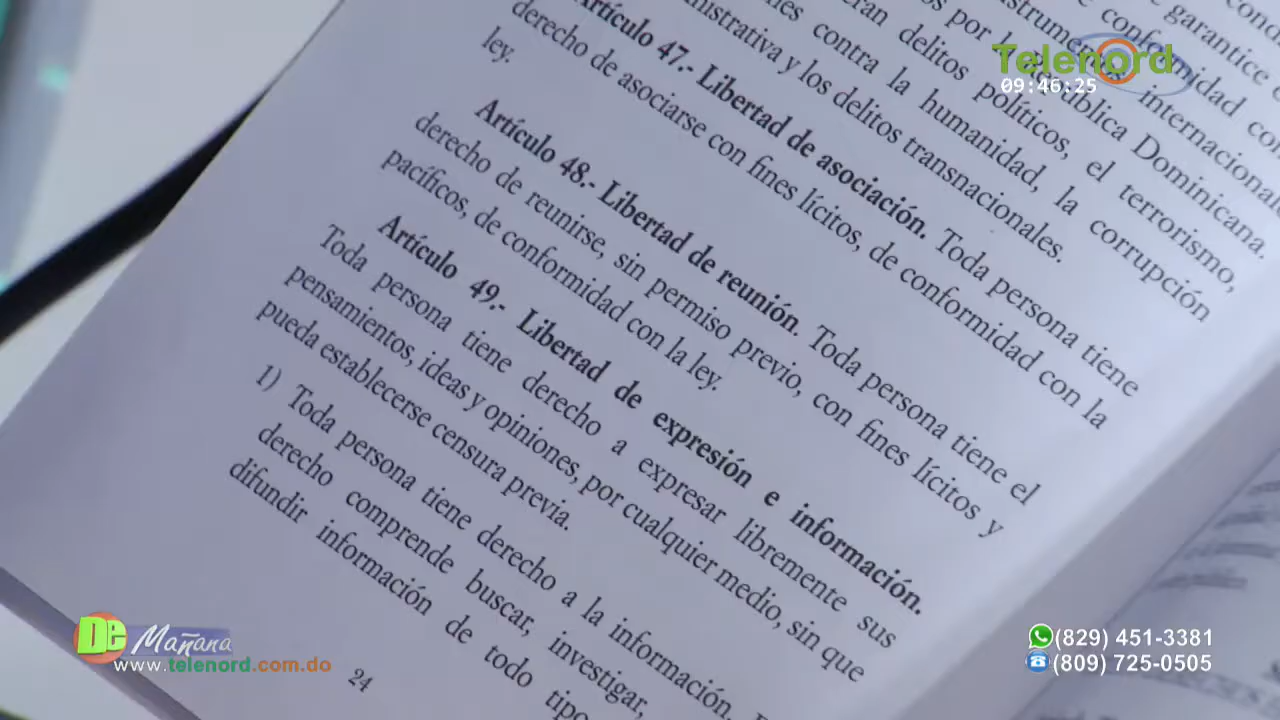 conformidad con
garantice
instrumentos internacionales
por la República Dominicana.
delitos políticos, el terrorismo,
contra la humanidad, la corrupción
administrativa y los delitos transnacionales.
Artículo 47.- Libertad de asociación. Toda persona tiene
derecho de asociarse con fines lícitos, de conformidad con la
ley.
Artículo 48.- Libertad de reunión. Toda persona tiene el
derecho de reunirse, sin permiso previo, con fines lícitos y
pacíficos, de conformidad con la ley.
Artículo 49.- Libertad de expresión e información.
Toda persona tiene derecho a expresar libremente sus
pensamientos, ideas y opiniones, por cualquier medio, sin que
pueda establecerse censura previa.
1) Toda persona tiene derecho a la información.
derecho comprende buscar, investigar,
difundir información de todo tipo
24
Telenord
09:46:25
De Mañana
www.telenord.com.do
(829) 451-3381
(809) 725-0505